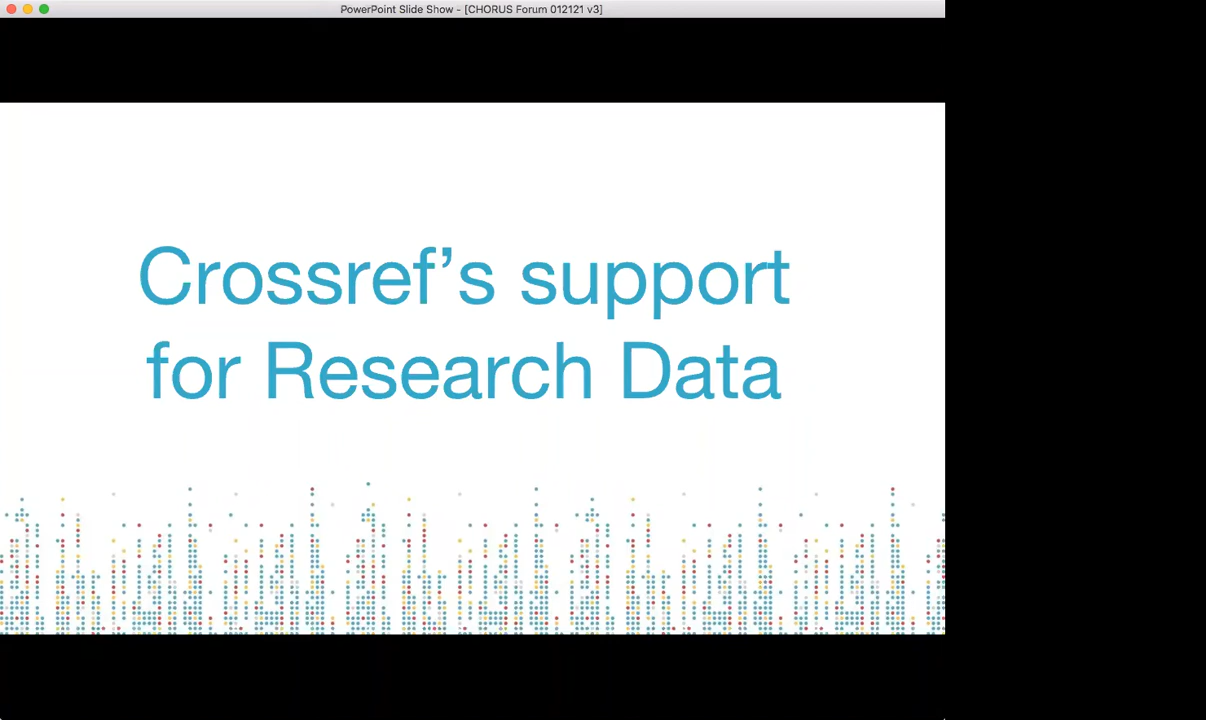 PowerPoint Slide Show - [CHORUS Forum 012121 v3]
Crossref’s support
for Research Data